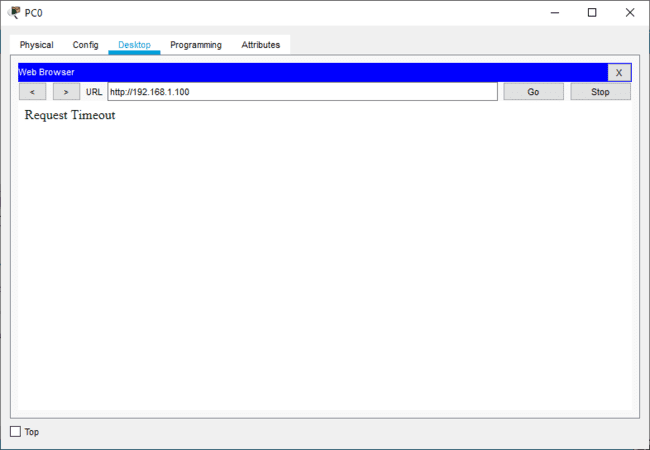 PC0
Physical Config Desktop Programming Attributes
Web Browser X
< > URL http://192.168.1.100 Go Stop
Request Timeout
Top